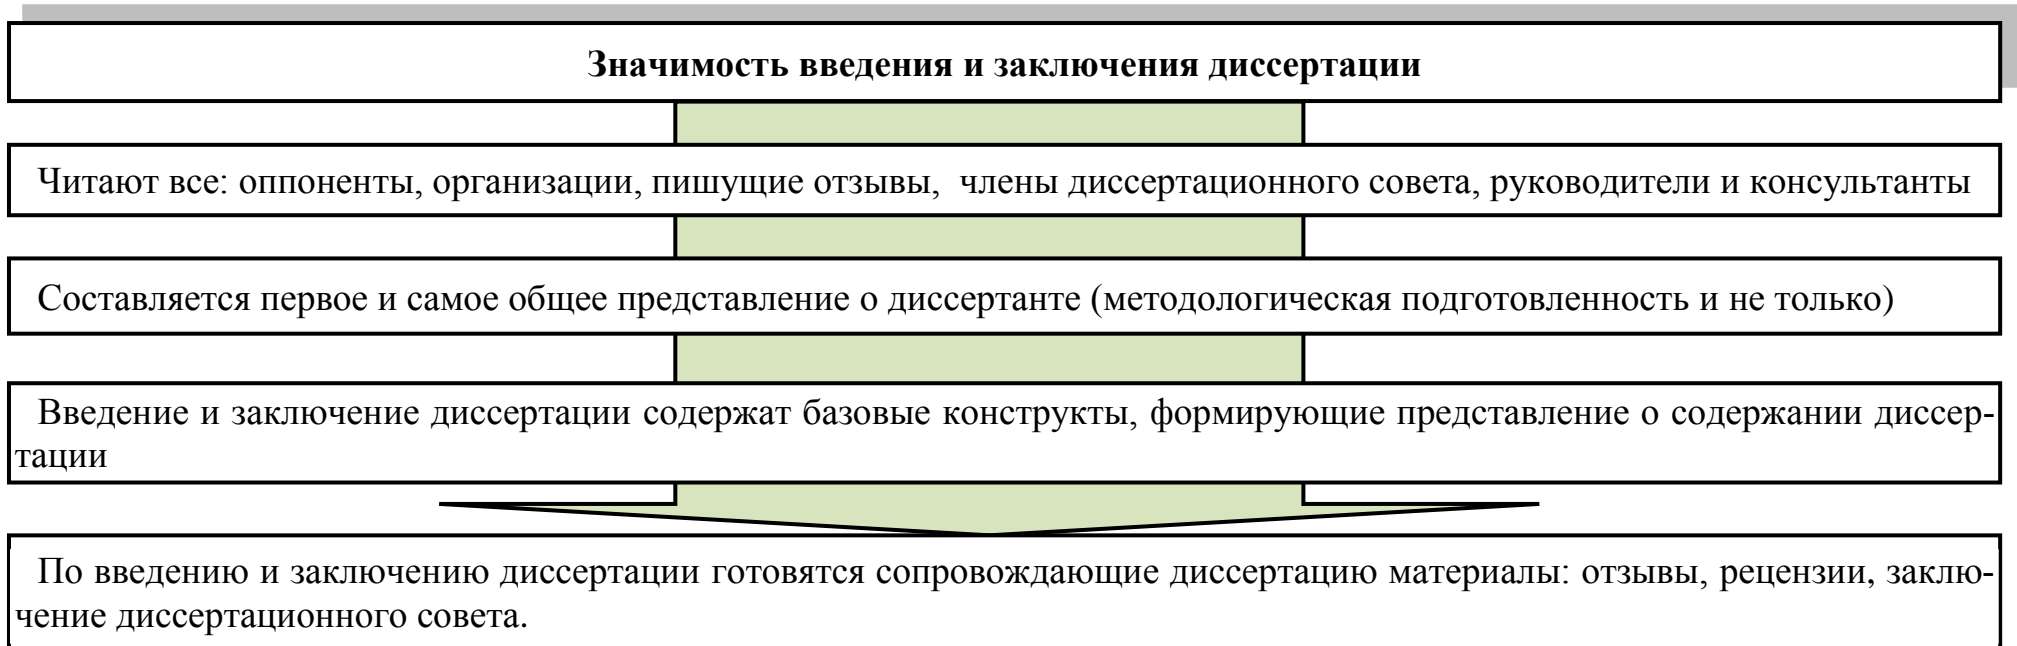 Значимость введения и заключения диссертации
Читают все: оппоненты, организации, пишущие отзывы,  члены диссертационного совета, руководители и консультанты
Составляется первое и самое общее представление о диссертанте (методологическая подготовленность и не только)
Введение и заключение диссертации содержат базовые конструкты, формирующие представление о содержании диссер-
тации
По введению и заключению диссертации готовятся сопровождающие диссертацию материалы: отзывы, рецензии, заклю-
чение диссертационного совета.